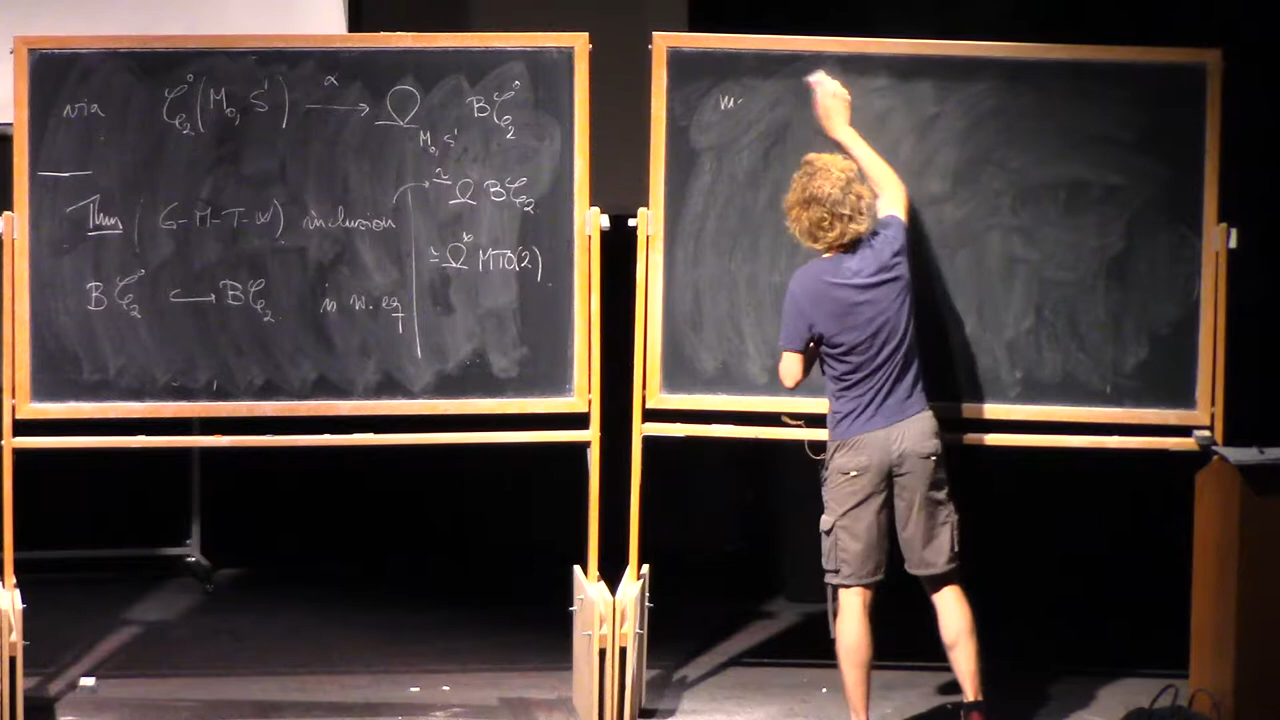 via 𝒞₂°(M₀, S¹) —α→ Ω_{M₀, S¹} B𝒞₂°
≃ Ω B𝒞₂
Thm (G-M-T-W) inclusion
≃ Ω^∞ MTO(2)
B𝒞₂° ↪ B𝒞₂ is w. eq
m.